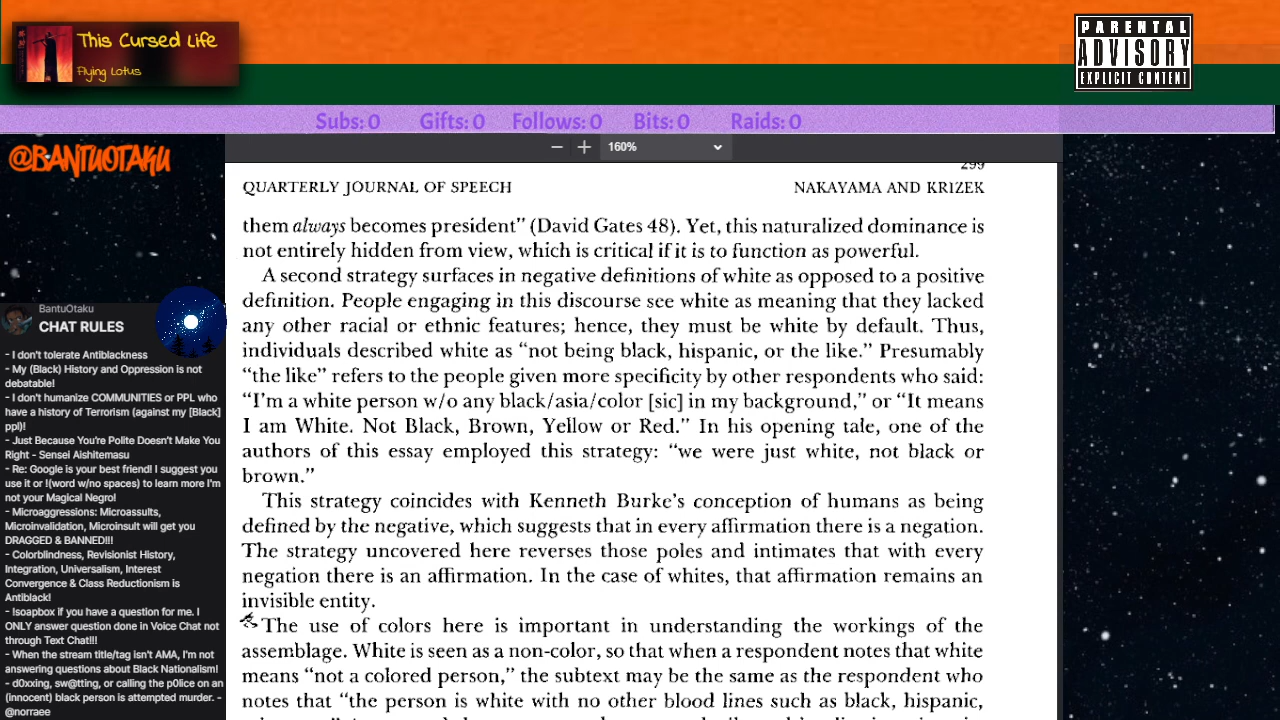 This Cursed Life
Flying Lotus
PARENTAL
ADVISORY
EXPLICIT CONTENT
Subs: 0 Gifts: 0 Follows: 0 Bits: 0 Raids: 0
@BANTUOTAKU
160%
299
QUARTERLY JOURNAL OF SPEECH NAKAYAMA AND KRIZEK
them always becomes president" (David Gates 48). Yet, this naturalized dominance is
not entirely hidden from view, which is critical if it is to function as powerful.
A second strategy surfaces in negative definitions of white as opposed to a positive
definition. People engaging in this discourse see white as meaning that they lacked
any other racial or ethnic features; hence, they must be white by default. Thus,
individuals described white as "not being black, hispanic, or the like." Presumably
"the like" refers to the people given more specificity by other respondents who said:
"I'm a white person w/o any black/asia/color [sic] in my background," or "It means
I am White. Not Black, Brown, Yellow or Red." In his opening tale, one of the
authors of this essay employed this strategy: "we were just white, not black or
brown."
This strategy coincides with Kenneth Burke's conception of humans as being
defined by the negative, which suggests that in every affirmation there is a negation.
The strategy uncovered here reverses those poles and intimates that with every
negation there is an affirmation. In the case of whites, that affirmation remains an
invisible entity.
The use of colors here is important in understanding the workings of the
assemblage. White is seen as a non-color, so that when a respondent notes that white
means "not a colored person," the subtext may be the same as the respondent who
notes that "the person is white with no other blood lines such as black, hispanic,
BantuOtaku
CHAT RULES
- I don't tolerate Antiblackness
- My (Black) History and Oppression is not
debatable!
- I don't humanize COMMUNITIES or PPL who
have a history of Terrorism (against my [Black]
ppl)!
- Just Because You're Polite Doesn't Make You
Right - Sensei Aishitemasu
- Re: Google is your best friend! I suggest you
use it or !(word w/no spaces) to learn more I'm
not your Magical Negro!
- Microaggressions: Microassults,
Microinvalidation, Microinsult will get you
DRAGGED & BANNED!!!
- Colorblindness, Revisionist History,
Integration, Universalism, Interest
Convergence & Class Reductionism is
Antiblack!
- !soapbox if you have a question for me. I
ONLY answer question done in Voice Chat not
through Text Chat!!!
- When the stream title/tag isn't AMA, I'm not
answering questions about Black Nationalism!
- d0xxing, sw@tting, or calling the p0lice on an
(innocent) black person is attempted murder. -
@norraee